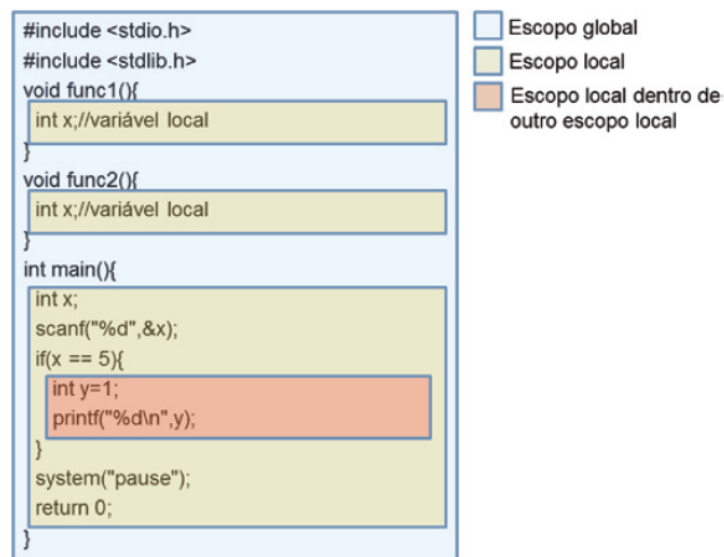 #include <stdio.h>
#include <stdlib.h>
void func1(){
int x;//variável local
}
void func2(){
int x;//variável local
}
int main(){
int x;
scanf("%d",&x);
if(x == 5){
int y=1;
printf("%d\n",y);
}
system("pause");
return 0;
}
Escopo global
Escopo local
Escopo local dentro de
outro escopo local